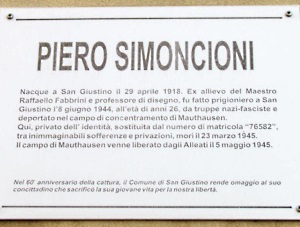 PIERO SIMONCIONI
Nacque a San Giustino il 29 aprile 1918. Ex allievo del Maestro
Raffaello Fabbrini e professore di disegno, fu fatto prigioniero a San
Giustino l'8 giugno 1944, all'età di anni 26, da truppe nazi-fasciste e
deportato nel campo di concentramento di Mauthausen.
Qui, privato dell' identità, sostituita dal numero di matricola "76582",
tra inimmaginabili sofferenze e privazioni, morì il 23 marzo 1945.
Il campo di Mauthausen venne liberato dagli Alleati il 5 maggio 1945.
Nel 60° anniversario della cattura, il Comune di San Giustino rende omaggio al suo
concittadino che sacrificò la sua giovane vita per la nostra libertà.